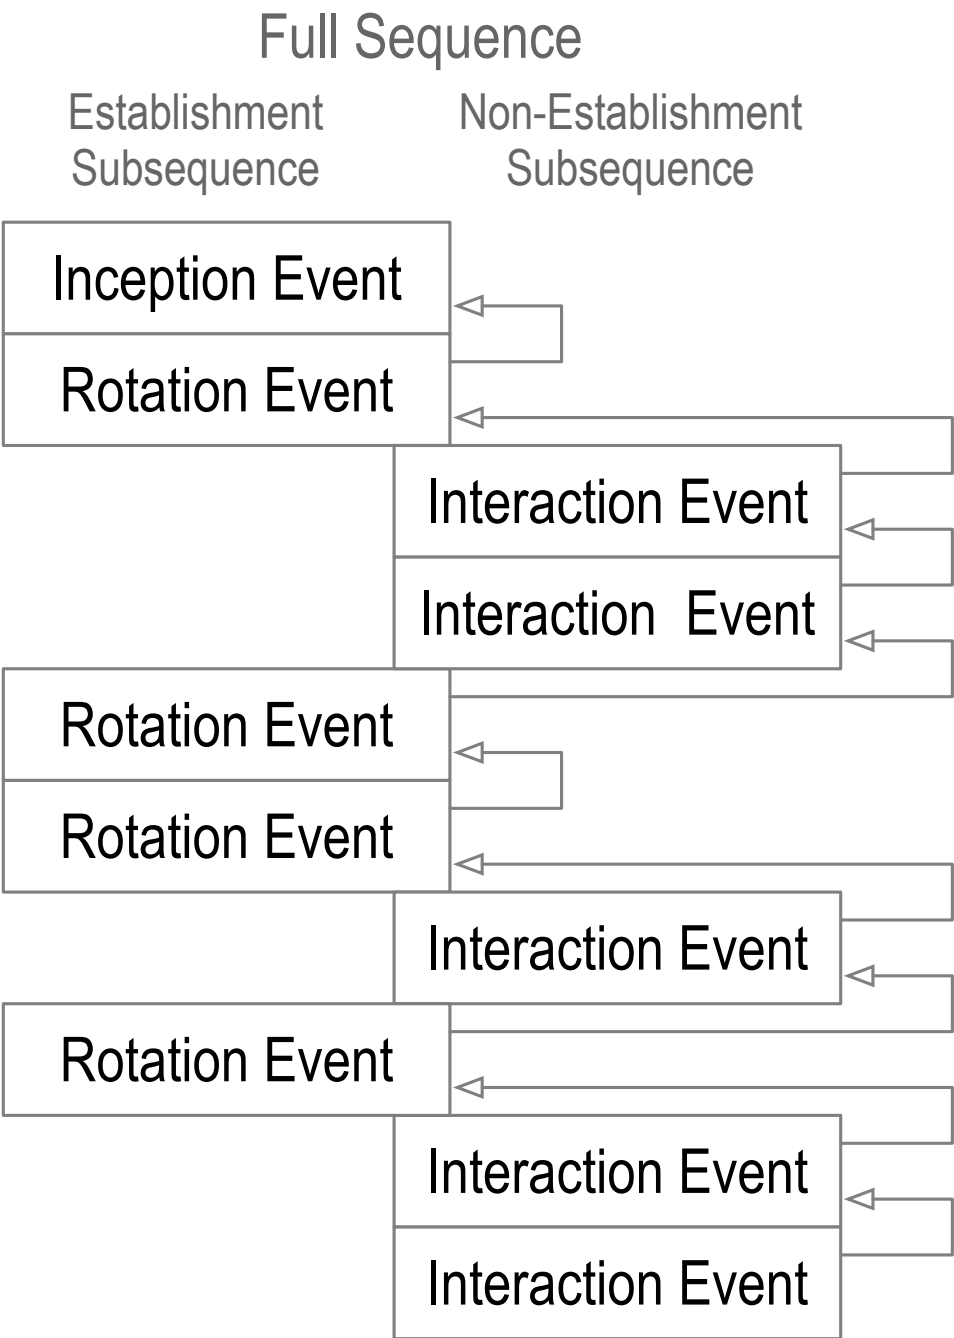 Full Sequence
Establishment
Subsequence
Non-Establishment
Subsequence
Inception Event
Rotation Event
Interaction Event
Interaction  Event
Rotation Event
Rotation Event
Interaction Event
Rotation Event
Interaction Event
Interaction Event